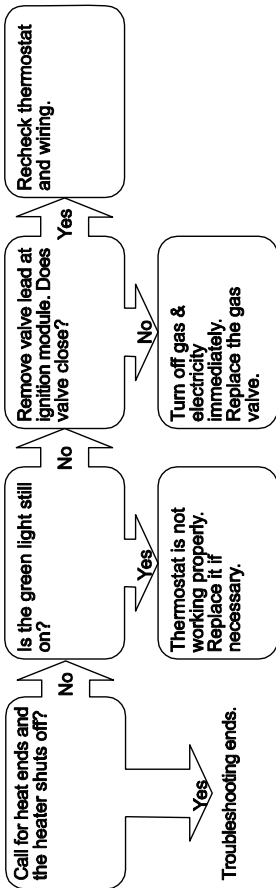 Call for heat ends and
the heater shuts off?
No
Yes
Troubleshooting ends.
Is the green light still
on?
No
Yes
Thermostat is not
working properly.
Replace it if
necessary.
Remove valve lead at
ignition module. Does
valve close?
Yes
No
Turn off gas &
electricity
immediately.
Replace the gas
valve.
Recheck thermostat
and wiring.